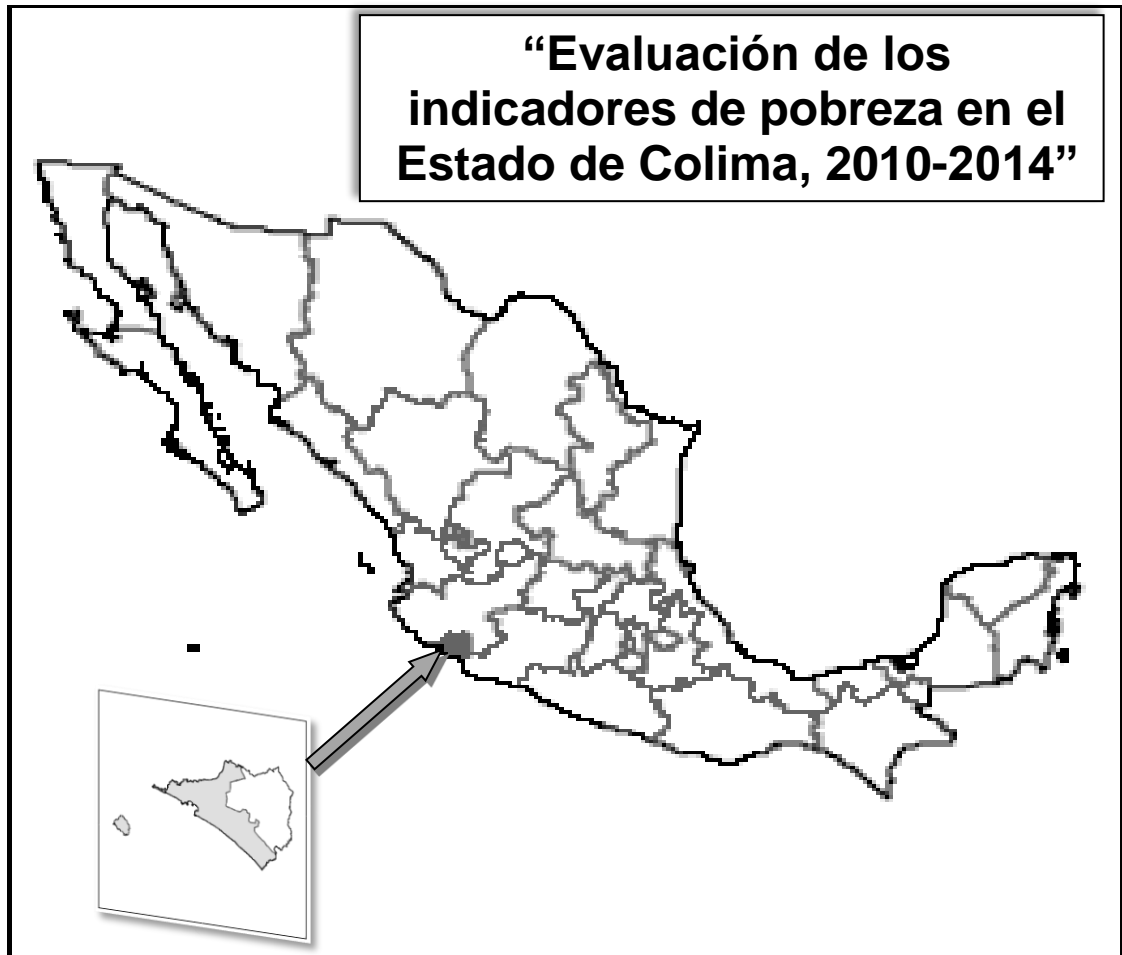 “Evaluación de los
indicadores de pobreza en el
Estado de Colima, 2010-2014”